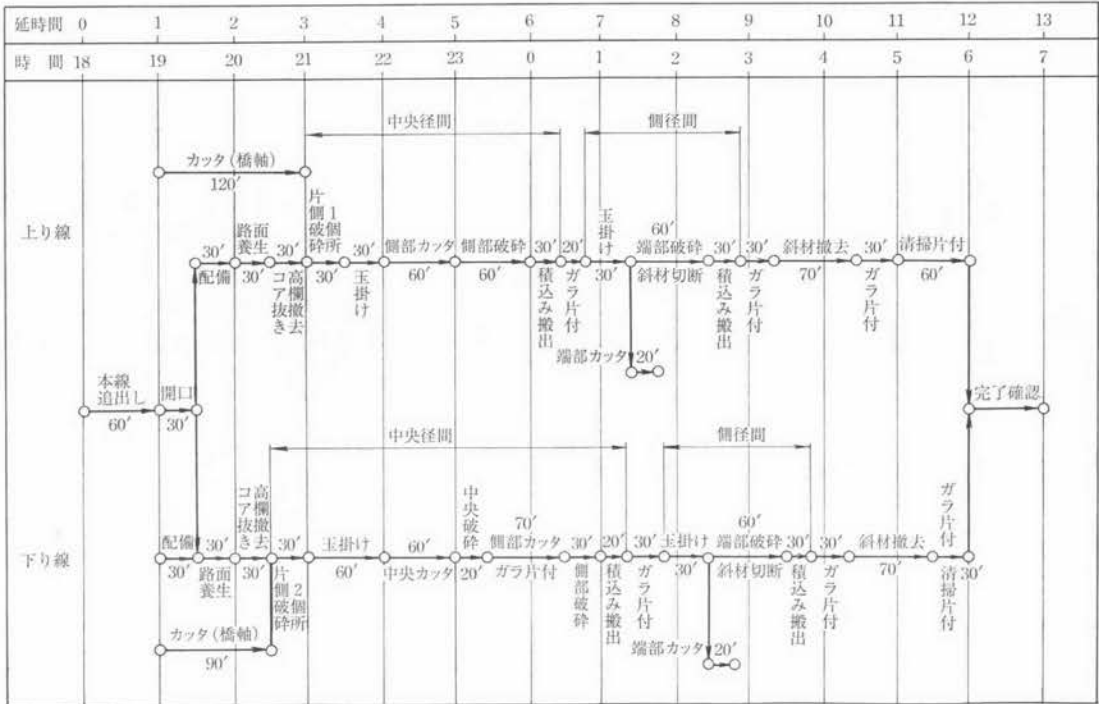 延時間 0 1 2 3 4 5 6 7 8 9 10 11 12 13
時間 18 19 20 21 22 23 0 1 2 3 4 5 6 7
中央径間
側径間
カッタ(橋軸)
120′
上り線
30′
配備
路面養生
30′
30′
高欄撤去
コア抜き
片側1個所破砕
30′
30′
玉掛け
側部カッタ
60′
側部破砕
60′
30′
積込み搬出
20′
ガラ片付
玉掛け
30′
60′
端部破砕
斜材切断
30′
積込み搬出
30′
ガラ片付
斜材撤去
70′
30′
ガラ片付
清掃片付
60′
端部カッタ 20′
本線追出し
60′
開口
30′
完了確認
中央径間
側径間
下り線
配備
30′
30′
路面養生
高欄撤去
コア抜き
30′
30′
片側2個所破砕
玉掛け
60′
60′
中央カッタ
中央破砕
20′
70′
側部カッタ
ガラ片付
30′
側部破砕
20′
積込み搬出
30′
ガラ片付
玉掛け
30′
60′
端部破砕
斜材切断
30′
積込み搬出
30′
ガラ片付
斜材撤去
70′
ガラ片付
清掃片付
30′
カッタ(橋軸)
90′
端部カッタ 20′